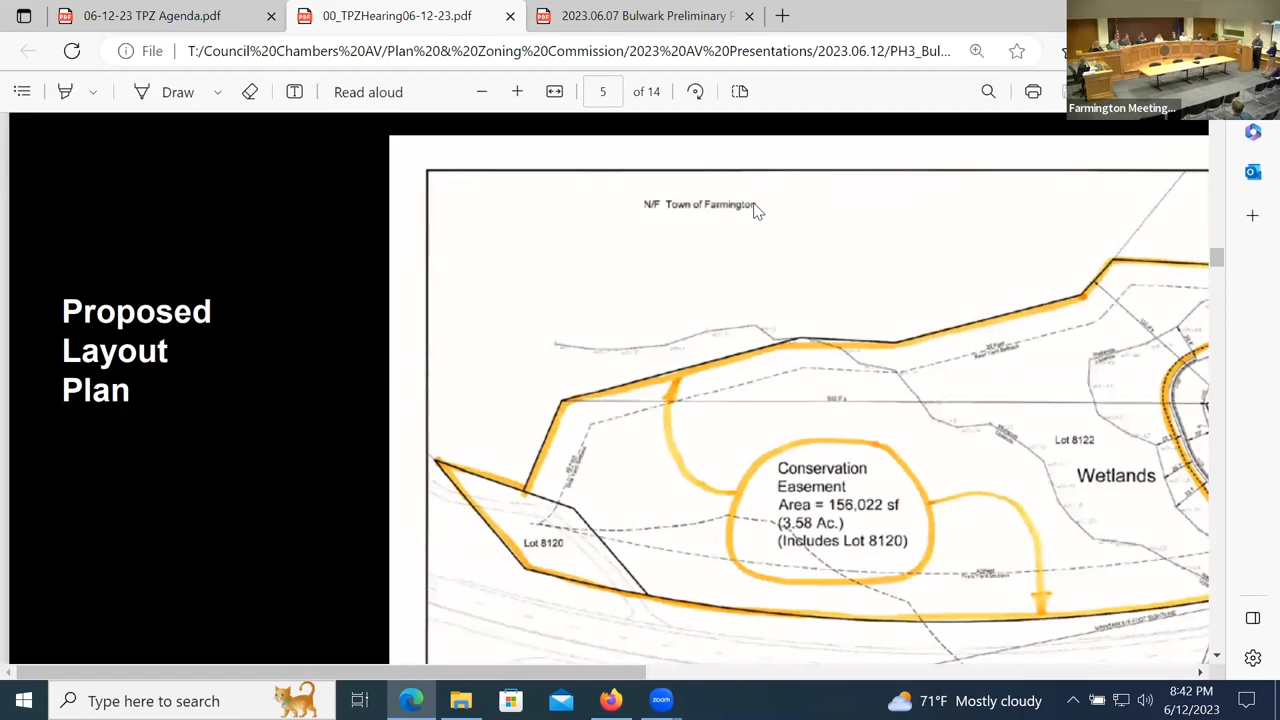 06-12-23 TPZ Agenda.pdf
00_TPZHearing06-12-23.pdf
2023.06.07 Bulwark Preliminary P
File
T:/Council%20Chambers%20AV/Plan%20&%20Zoning%20Commission/2023%20AV%20Presentations/2023.06.12/PH3_Bul...
Draw
Read aloud
5
of 14
Farmington Meeting...
N/F Town of Farmington
Proposed
Layout
Plan
Lot 8122
Wetlands
Conservation
Easement
Area = 156,022 sf
(3.58 Ac.)
(Includes Lot 8120)
Lot 8120
Type here to search
zoom
71°F Mostly cloudy
8:42 PM
6/12/2023